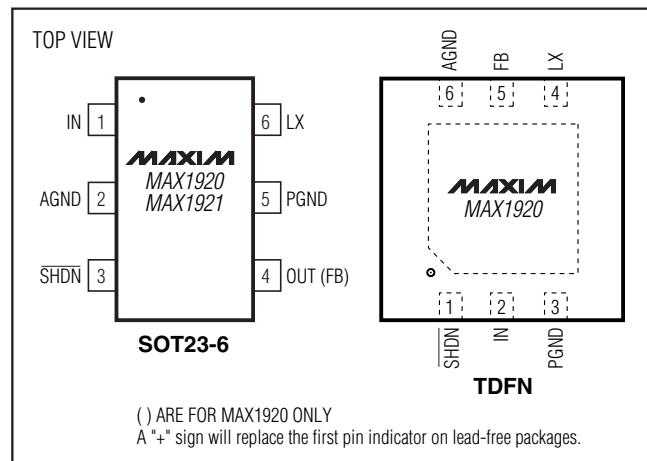 TOP VIEW
IN 1
AGND 2
SHDN 3
6 LX
5 PGND
4 OUT (FB)
MAXIM
MAX1920
MAX1921
SOT23-6
AGND FB LX
6 5 4
MAXIM
MAX1920
1 2 3
SHDN IN PGND
TDFN
( ) ARE FOR MAX1920 ONLY
A "+" sign will replace the first pin indicator on lead-free packages.